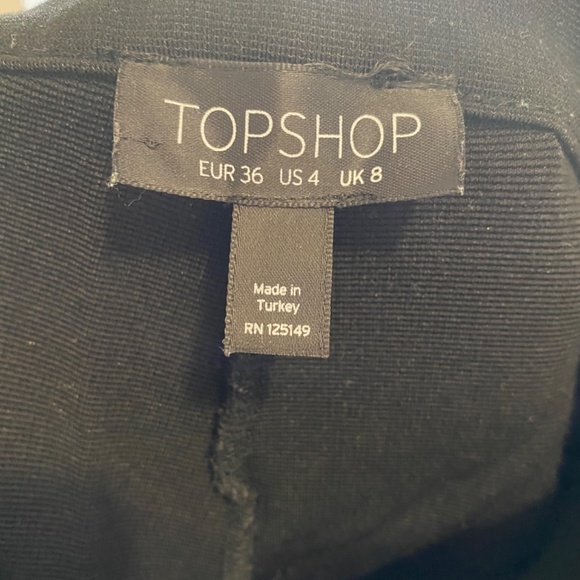 TOPSHOP
EUR 36 US 4 UK 8
Made in
Turkey
RN 125149